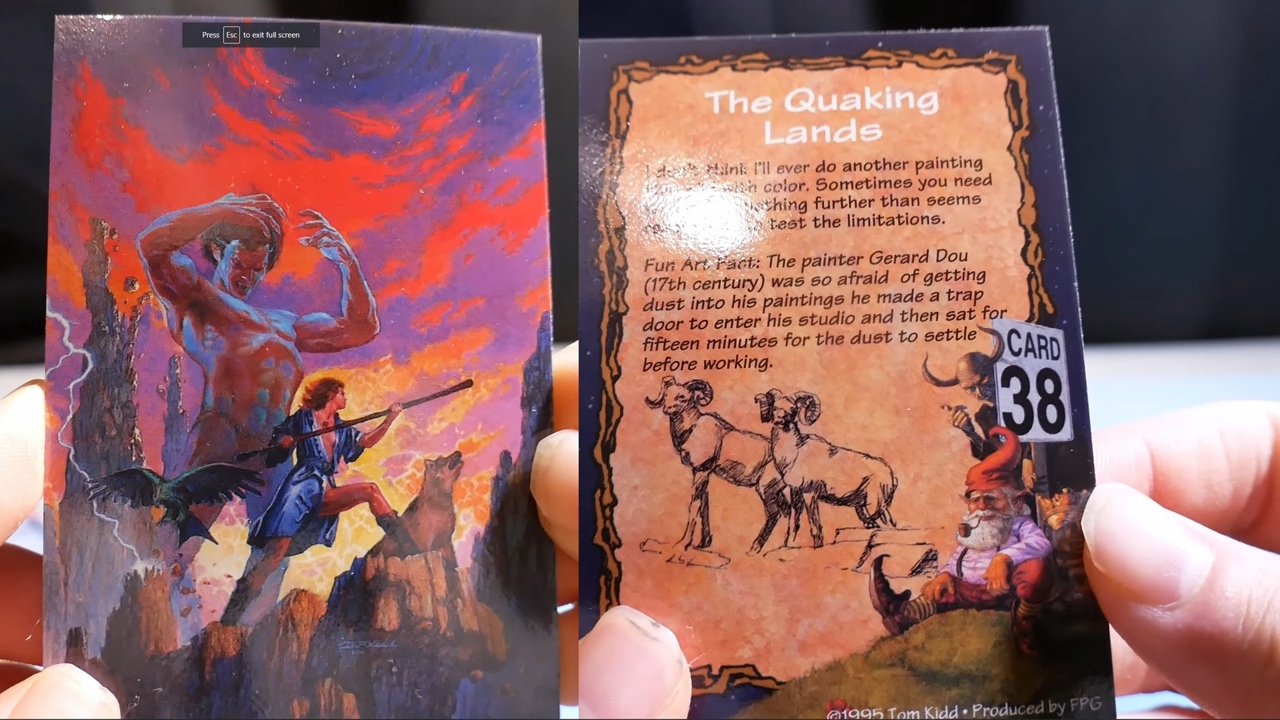 Press Esc to exit full screen
The Quaking
Lands
I don't think I'll ever do another painting
with color. Sometimes you need
thing further than seems
test the limitations.
Fun Art Fact: The painter Gerard Dou
(17th century) was so afraid of getting
dust into his paintings he made a trap
door to enter his studio and then sat for
fifteen minutes for the dust to settle
before working.
CARD
38
©1995 Tom Kidd • Produced by FPG